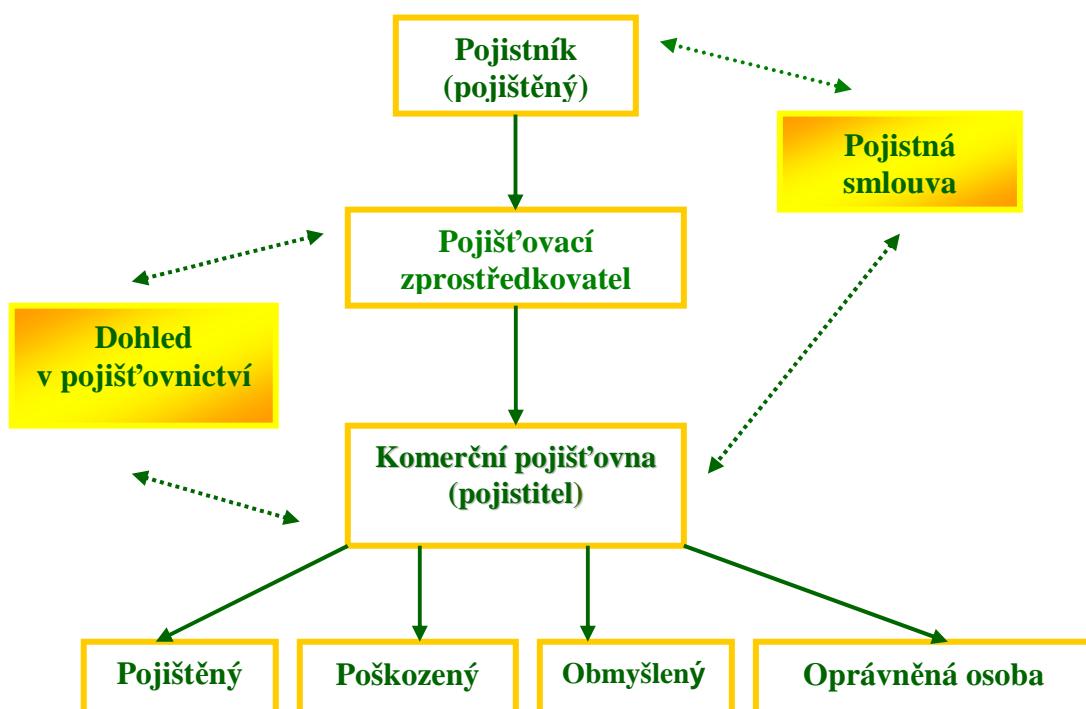 Pojistník
(pojištěný)
Pojistná
smlouva
Pojišťovací
zprostředkovatel
Dohled
v pojišťovnictví
Komerční pojišťovna
(pojistitel)
Pojištěný
Poškozený
Obmyšlený
Oprávněná osoba